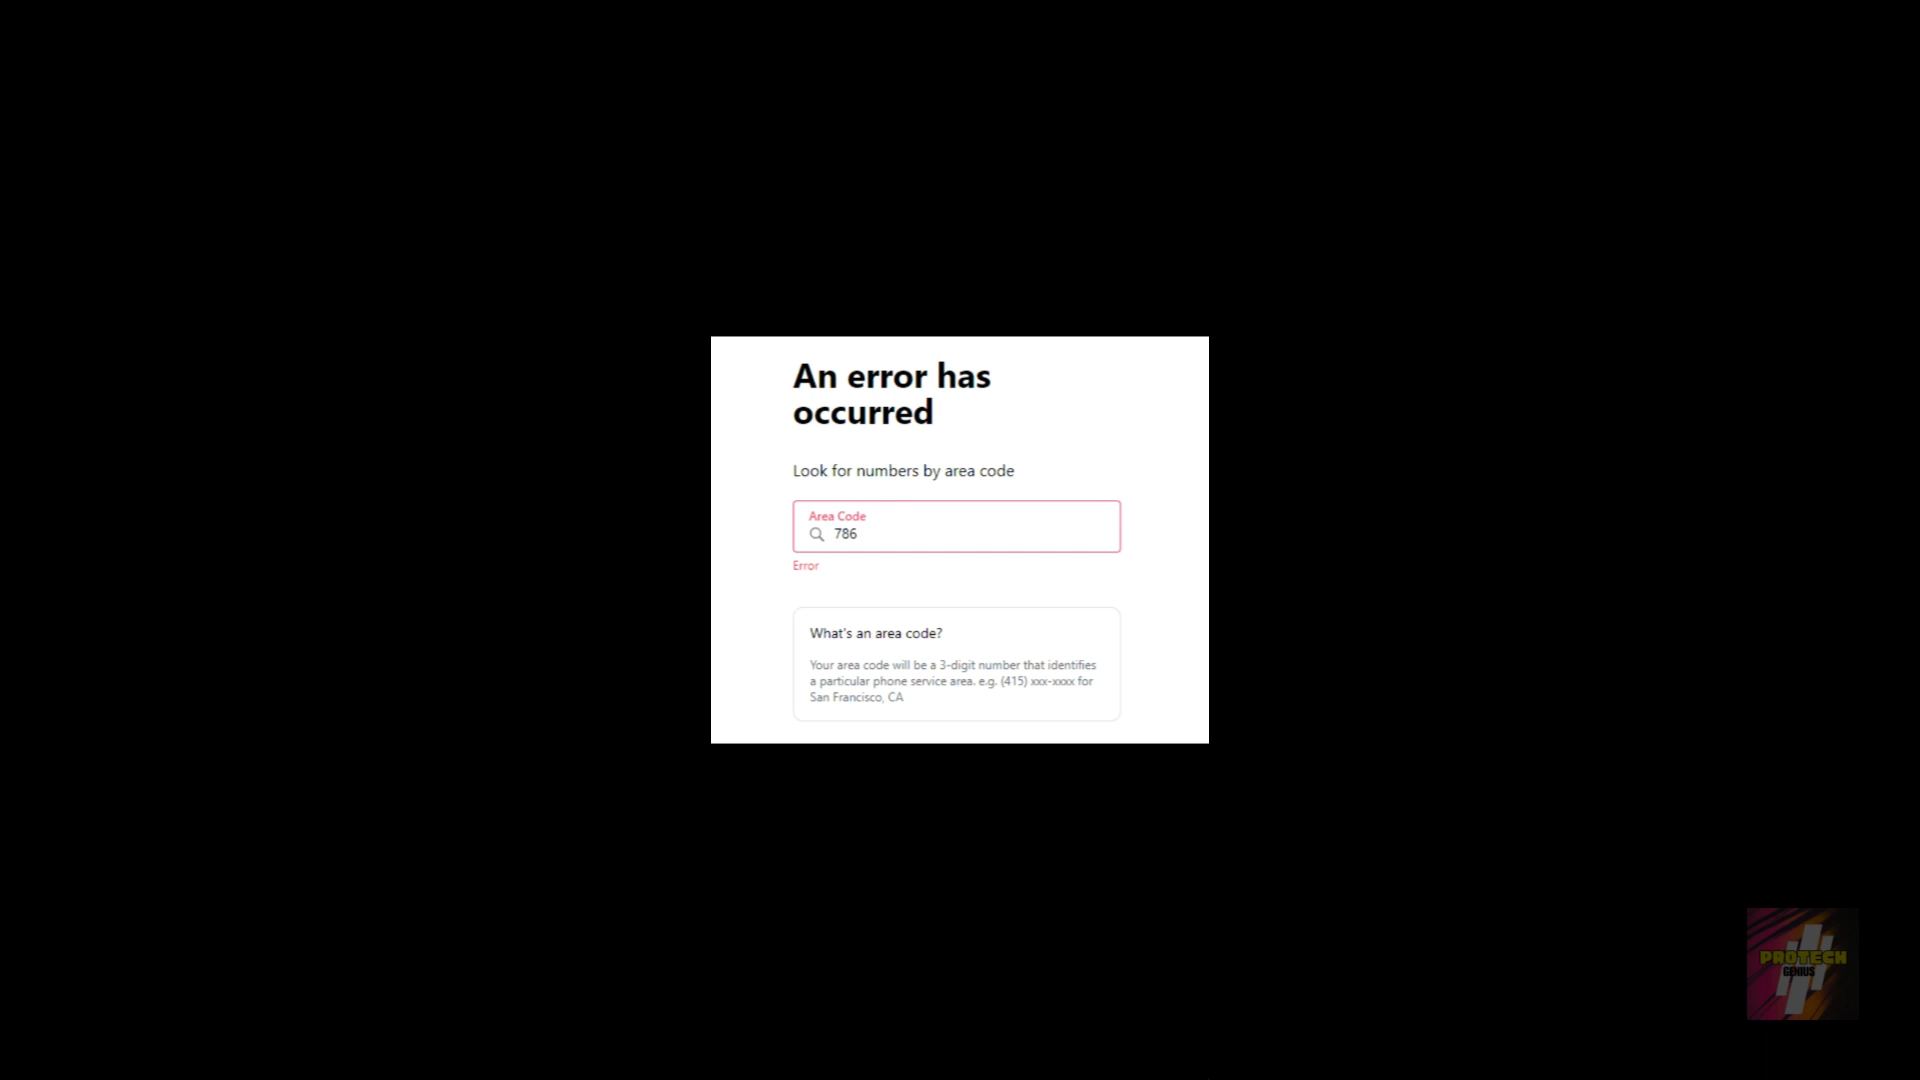 An error has
occurred
Look for numbers by area code
Area Code
786
Error
What's an area code?
Your area code will be a 3-digit number that identifies
a particular phone service area. e.g. (415) xxx-xxxx for
San Francisco, CA
PROTECH
GENIUS